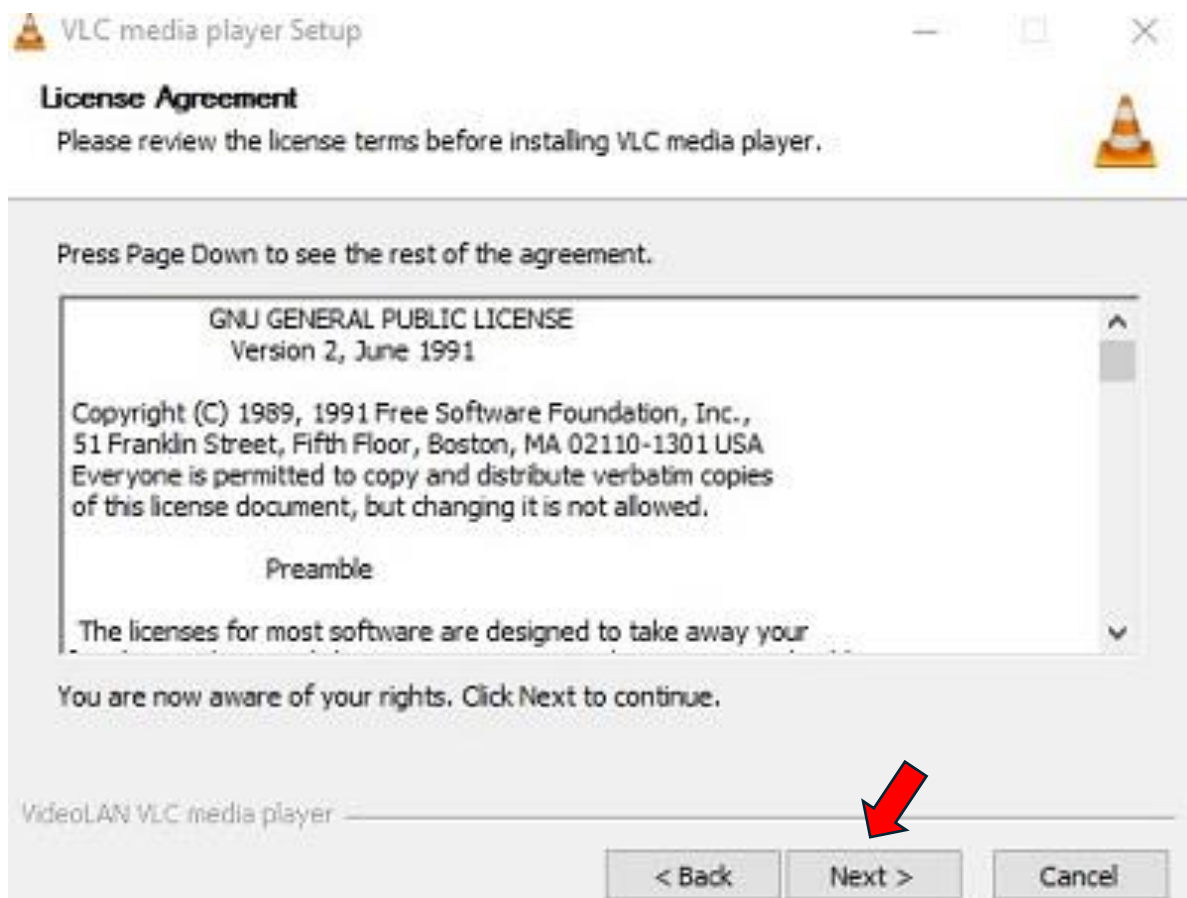 VLC media player Setup
License Agreement
Please review the license terms before installing VLC media player.
Press Page Down to see the rest of the agreement.
GNU GENERAL PUBLIC LICENSE
Version 2, June 1991
Copyright (C) 1989, 1991 Free Software Foundation, Inc.,
51 Franklin Street, Fifth Floor, Boston, MA 02110-1301 USA
Everyone is permitted to copy and distribute verbatim copies
of this license document, but changing it is not allowed.
Preamble
The licenses for most software are designed to take away your
You are now aware of your rights. Click Next to continue.
VideoLAN VLC media player
< Back Next > Cancel